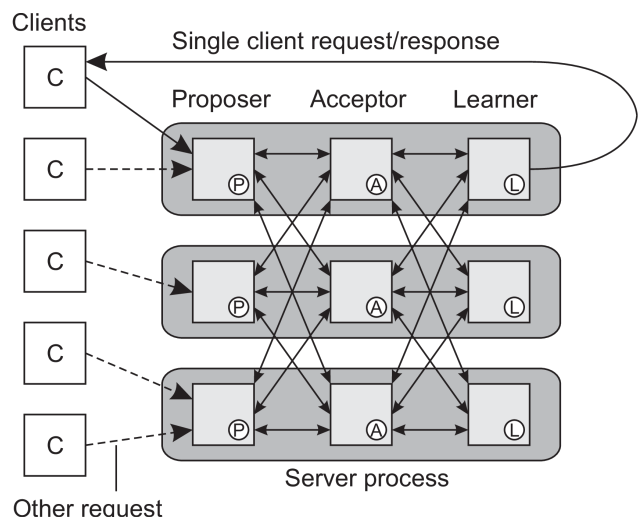 Clients
Single client request/response
C
Proposer
Acceptor
Learner
C
P
A
L
C
P
A
L
C
P
A
L
C
Server process
Other request